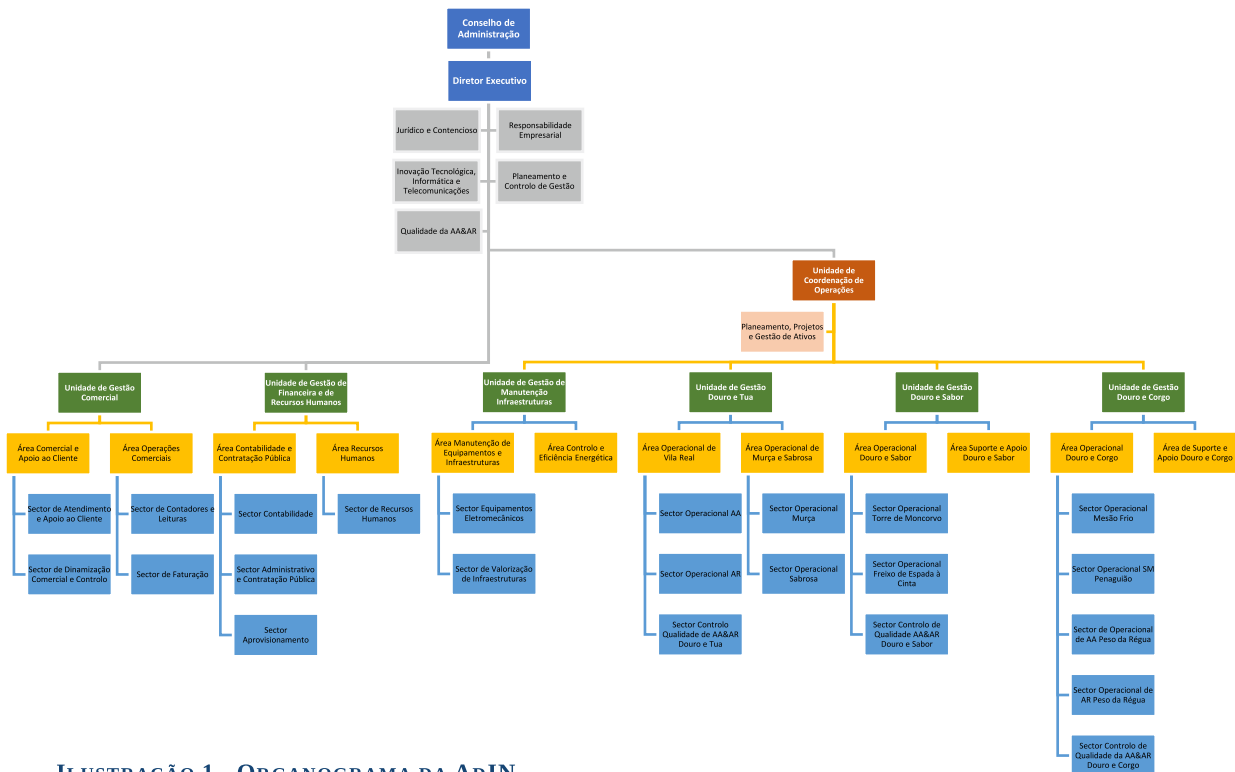 Conselho de
Administração
Diretor Executivo
Jurídico e Contencioso
Responsabilidade
Empresarial
Inovação Tecnológica,
Informática e
Telecomunicações
Planeamento e
Controlo de Gestão
Qualidade da AA&AR
Unidade de
Coordenação de
Operações
Planeamento, Projetos
e Gestão de Ativos
Unidade de Gestão
Comercial
Unidade de Gestão de
Financeira e de
Recursos Humanos
Unidade de Gestão de
Manutenção
Infraestruturas
Unidade de Gestão
Douro e Tua
Unidade de Gestão
Douro e Sabor
Unidade de Gestão
Douro e Corgo
Área Comercial e
Apoio ao Cliente
Área Operações
Comerciais
Área Contabilidade e
Contratação Pública
Área Recursos
Humanos
Área Manutenção de
Equipamentos e
Infraestruturas
Área Controlo e
Eficiência Energética
Área Operacional de
Vila Real
Área Operacional de
Murça e Sabrosa
Área Operacional
Douro e Sabor
Área Suporte e Apoio
Douro e Sabor
Área Operacional
Douro e Corgo
Área de Suporte e
Apoio Douro e Corgo
Sector de Atendimento
e Apoio ao Cliente
Sector de Contadores e
Leituras
Sector Contabilidade
Sector de Recursos
Humanos
Sector Equipamentos
Eletromecânicos
Sector Operacional AA
Sector Operacional
Murça
Sector Operacional
Torre de Moncorvo
Sector Operacional
Mesão Frio
Sector de Dinamização
Comercial e Controlo
Sector de Faturação
Sector Administrativo
e Contratação Pública
Sector de Valorização
de Infraestruturas
Sector Operacional AR
Sector Operacional
Sabrosa
Sector Operacional
Freixo de Espada à
Cinta
Sector Operacional SM
Penaguião
Sector
Aprovisionamento
Sector Controlo
Qualidade de AA&AR
Douro e Tua
Sector Controlo de
Qualidade AA&AR
Douro e Sabor
Sector de Operacional
de AA Peso da Régua
Sector Operacional de
AR Peso da Régua
Sector Controlo de
Qualidade da AA&AR
Douro e Corgo
Ilustração 1 - Organograma da AdIN